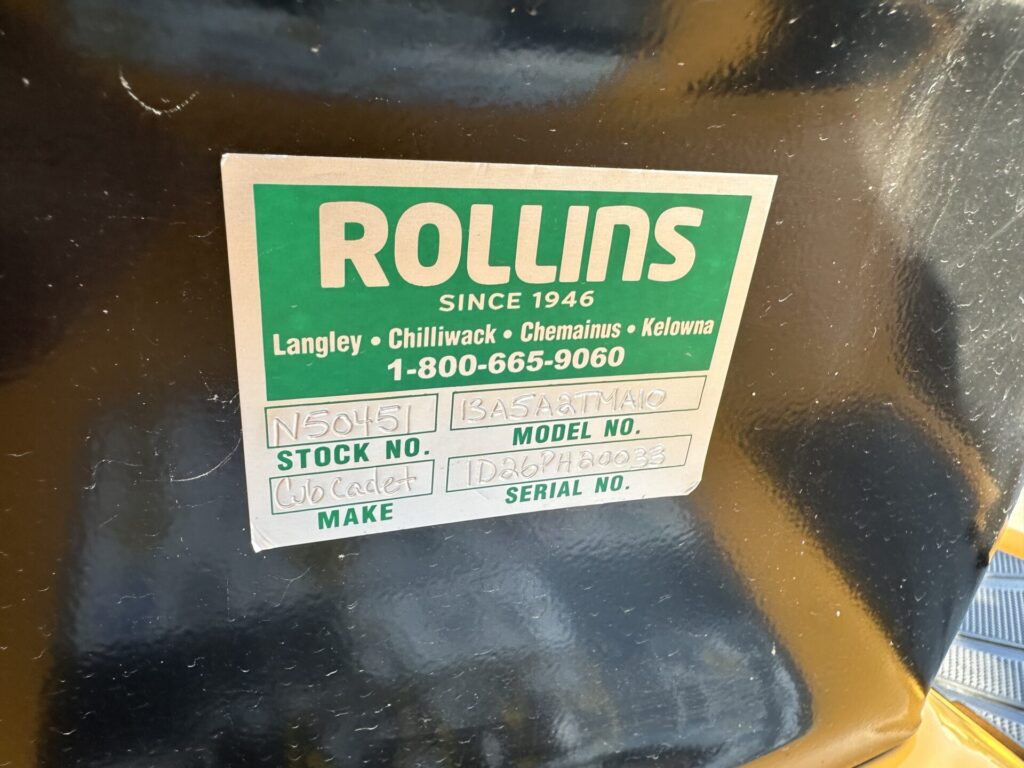 ROLLINS
SINCE 1946
Langley • Chilliwack • Chemainus • Kelowna
1-800-665-9060
N50451
13A5A2TMA10
STOCK NO.
MODEL NO.
Cub Cadet
1D26PH20033
MAKE
SERIAL NO.